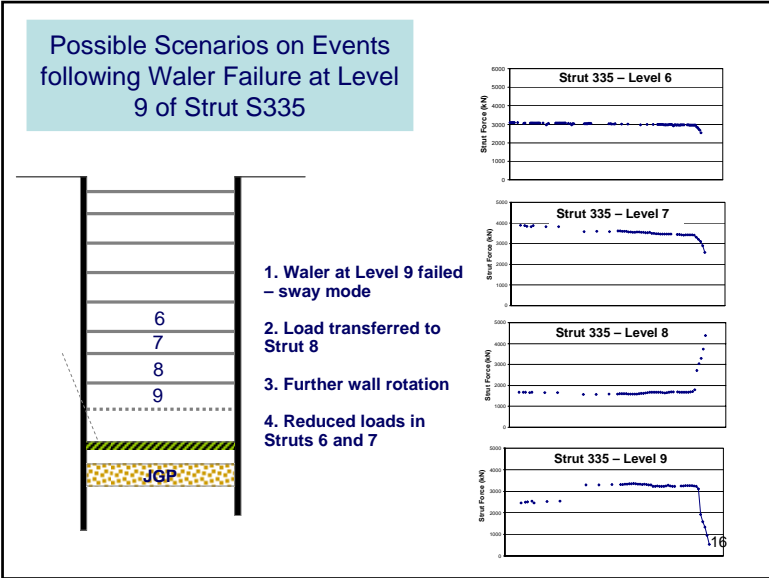 Possible Scenarios on Events
following Waler Failure at Level
9 of Strut S335
6
7
8
9
JGP
1. Waler at Level 9 failed
– sway mode
2. Load transferred to
Strut 8
3. Further wall rotation
4. Reduced loads in
Struts 6 and 7
Strut 335 – Level 6
Strut Force (kN)
6000
5000
4000
3000
2000
1000
0
Strut 335 – Level 7
Strut Force (kN)
5000
4000
3000
2000
1000
0
Strut 335 – Level 8
Strut Force (kN)
5000
4000
3000
2000
1000
0
Strut 335 – Level 9
Strut Force (kN)
5000
4000
3000
2000
1000
0
16